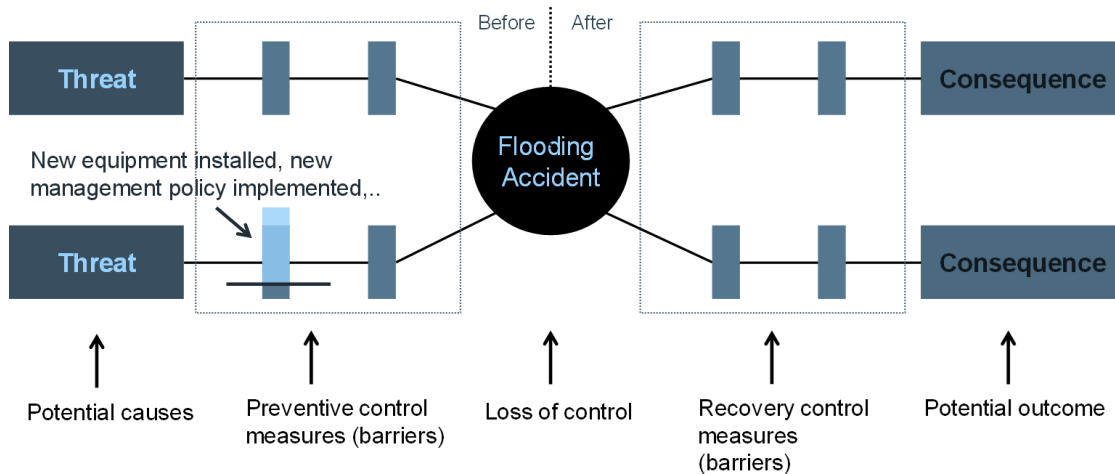 Before
After
Threat
Consequence
Flooding
Accident
New equipment installed, new
management policy implemented,..
Threat
Consequence
Potential causes
Preventive control
measures (barriers)
Loss of control
Recovery control
measures
(barriers)
Potential outcome